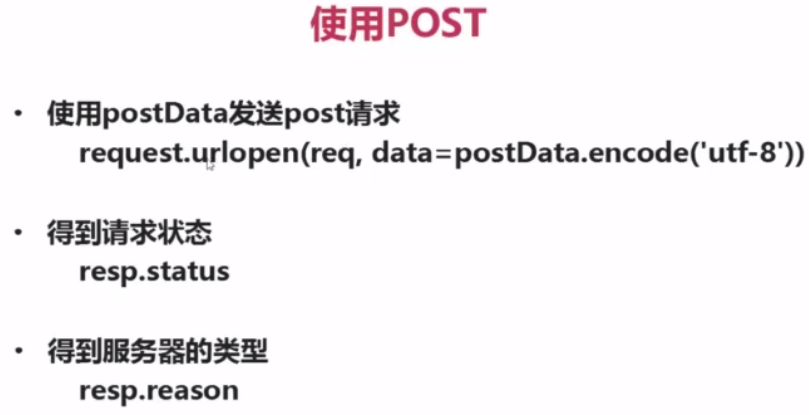 使用POST
• 使用postData发送post请求
request.urlopen(req, data=postData.encode('utf-8'))
• 得到请求状态
resp.status
• 得到服务器的类型
resp.reason